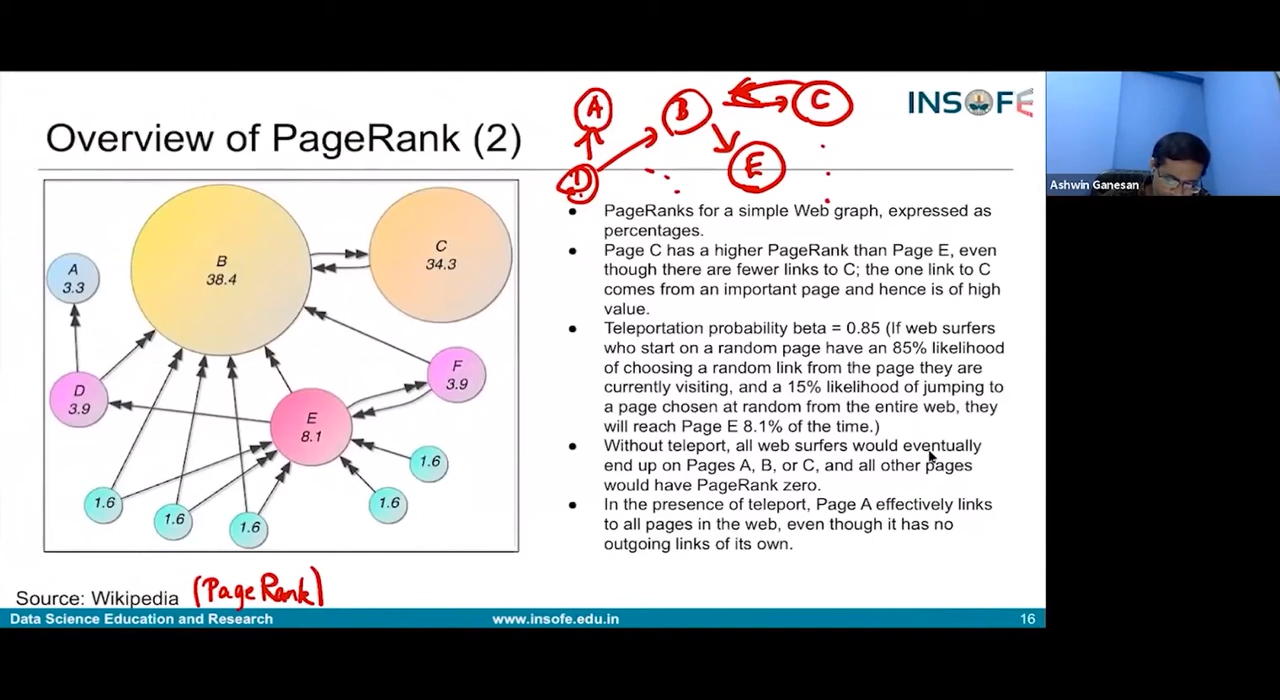 A
B
C
E
INSOFE
Overview of PageRank (2)
Ashwin Ganesan
B
38.4
C
34.3
A
3.3
D
3.9
F
3.9
E
8.1
1.6
1.6
1.6
1.6
1.6
• PageRanks for a simple Web graph, expressed as
percentages.
• Page C has a higher PageRank than Page E, even
though there are fewer links to C; the one link to C
comes from an important page and hence is of high
value.
• Teleportation probability beta = 0.85 (If web surfers
who start on a random page have an 85% likelihood
of choosing a random link from the page they are
currently visiting, and a 15% likelihood of jumping to
a page chosen at random from the entire web, they
will reach Page E 8.1% of the time.)
• Without teleport, all web surfers would eventually
end up on Pages A, B, or C, and all other pages
would have PageRank zero.
• In the presence of teleport, Page A effectively links
to all pages in the web, even though it has no
outgoing links of its own.
Source: Wikipedia (PageRank)
Data Science Education and Research www.insofe.edu.in 16